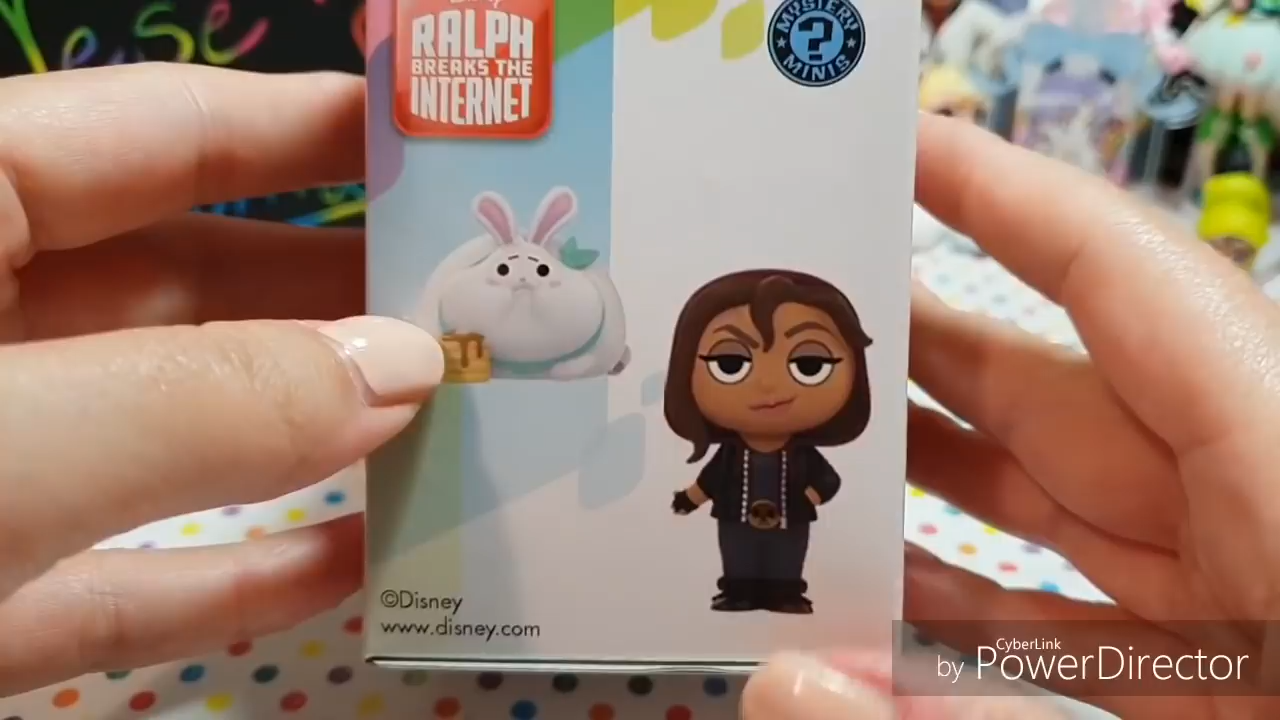 Disney
RALPH
BREAKS THE
INTERNET
MYSTERY
?
MINIS
©Disney
www.disney.com
CyberLink
by PowerDirector